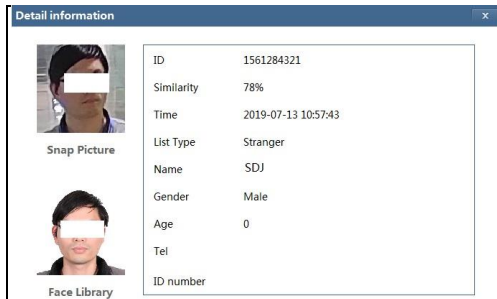 Detail information x
Snap Picture
Face Library
ID 1561284321
Similarity 78%
Time 2019-07-13 10:57:43
List Type Stranger
Name SDJ
Gender Male
Age 0
Tel
ID number